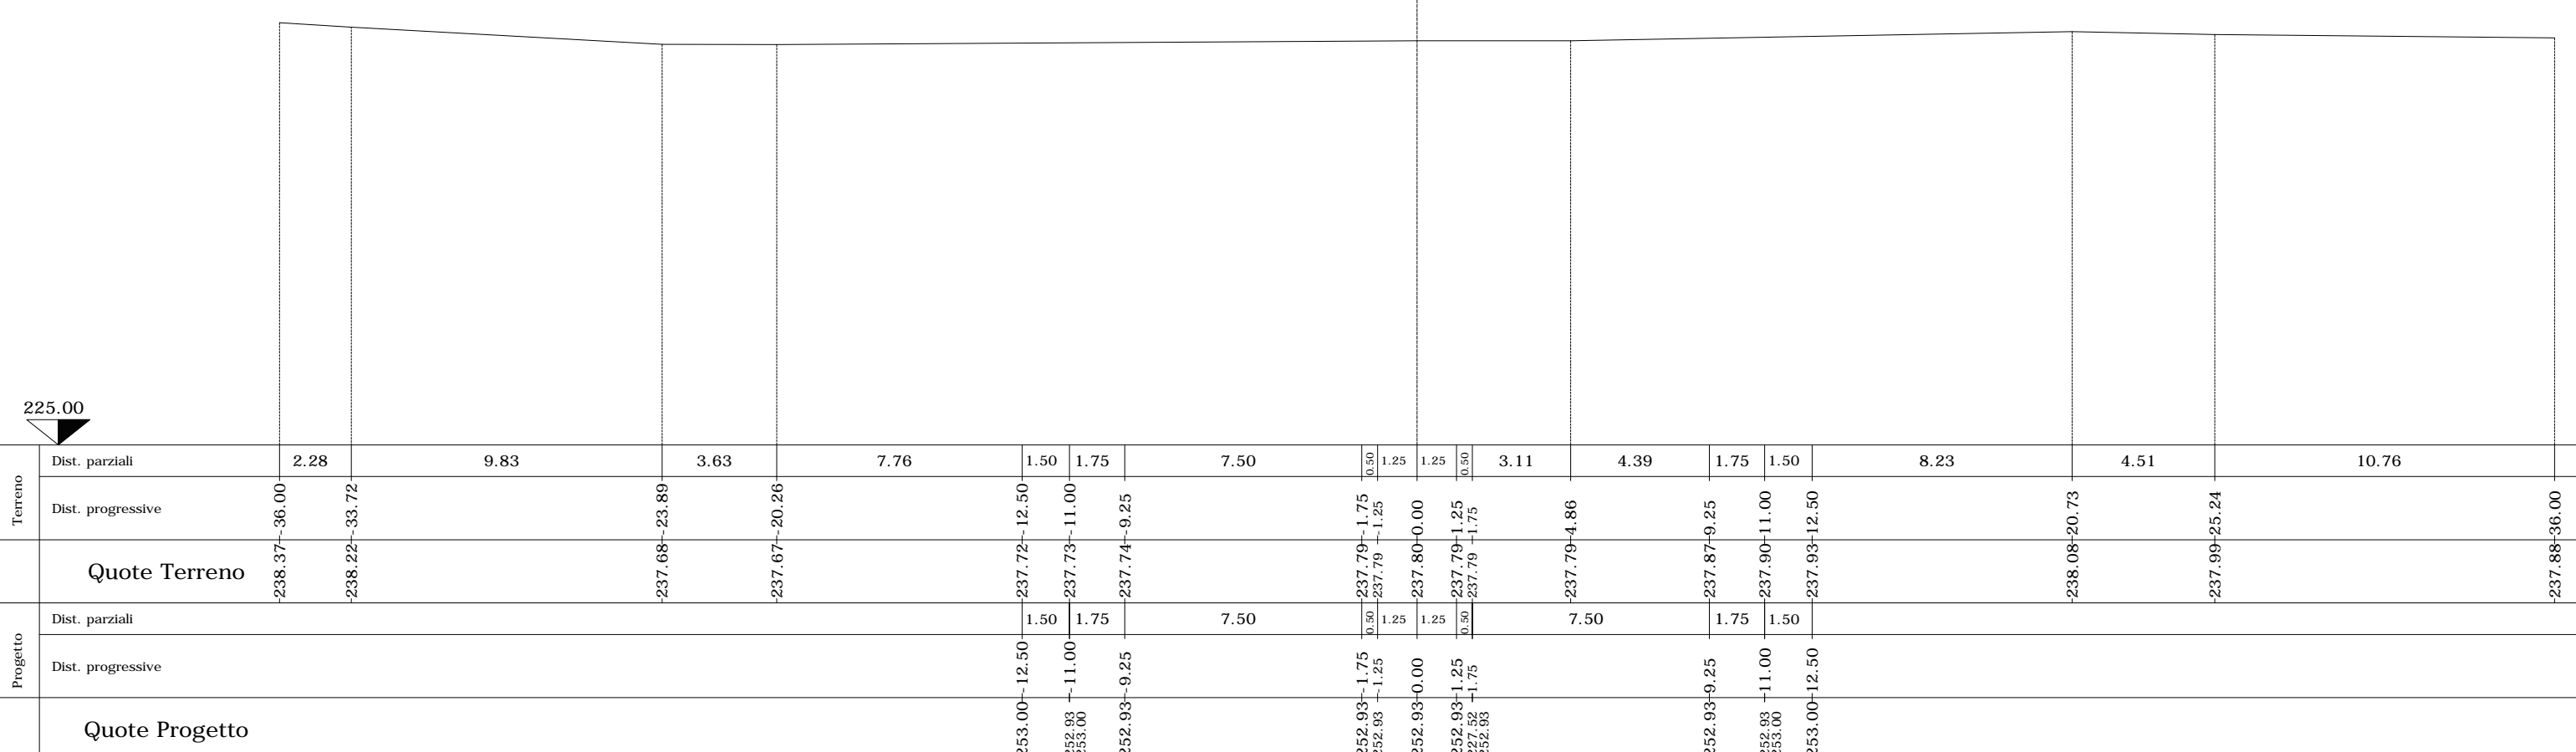 225.00
Terreno
Dist. parziali
2.28 9.83 3.63 7.76 1.50 1.75 7.50 0.50 1.25 1.25 0.50 3.11 4.39 1.75 1.50 8.23 4.51 10.76
Dist. progressive
-36.00 -33.72 -23.89 -20.26 -12.50 -11.00 -9.25 -1.75 -1.25 0.00 1.25 1.75 4.86 9.25 11.00 12.50 20.73 25.24 36.00
Quote Terreno
238.37 238.22 237.68 237.67 237.72 237.73 237.74 237.79 237.79 237.80 237.79 237.79 237.79 237.87 237.90 237.93 238.08 237.99 237.88
Progetto
Dist. parziali
1.50 1.75 7.50 0.50 1.25 1.25 0.50 7.50 1.75 1.50
Dist. progressive
-12.50 -11.00 -9.25 -1.75 -1.25 0.00 1.25 1.75 9.25 11.00 12.50
Quote Progetto
253.00 252.93 253.00 252.93 252.93 252.93 252.93 252.93 227.52 252.93 252.93 252.93 253.00 253.00